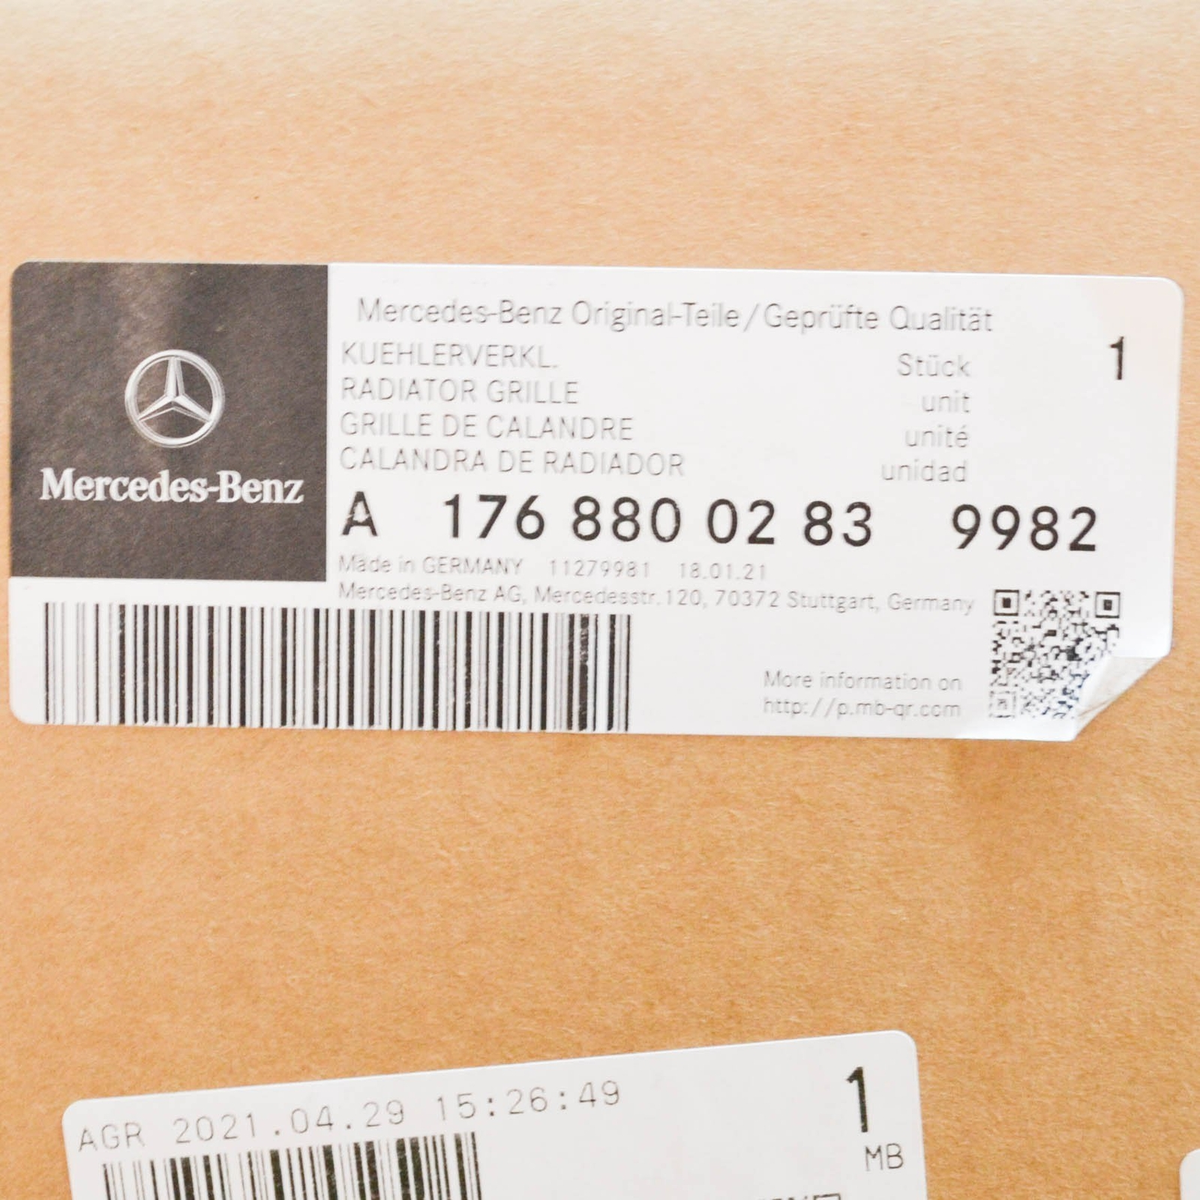 Mercedes-Benz
Mercedes-Benz Original-Teile/Geprüfte Qualität
KUEHLERVERKL. Stück 1
RADIATOR GRILLE unit
GRILLE DE CALANDRE unité
CALANDRA DE RADIADOR unidad
A 176 880 02 83 9982
Made in GERMANY 11279981 18.01.21
Mercedes-Benz AG, Mercedesstr. 120, 70372 Stuttgart, Germany
More information on
http://p.mb-qr.com
AGR 2021.04.29 15:26:49 1
MB